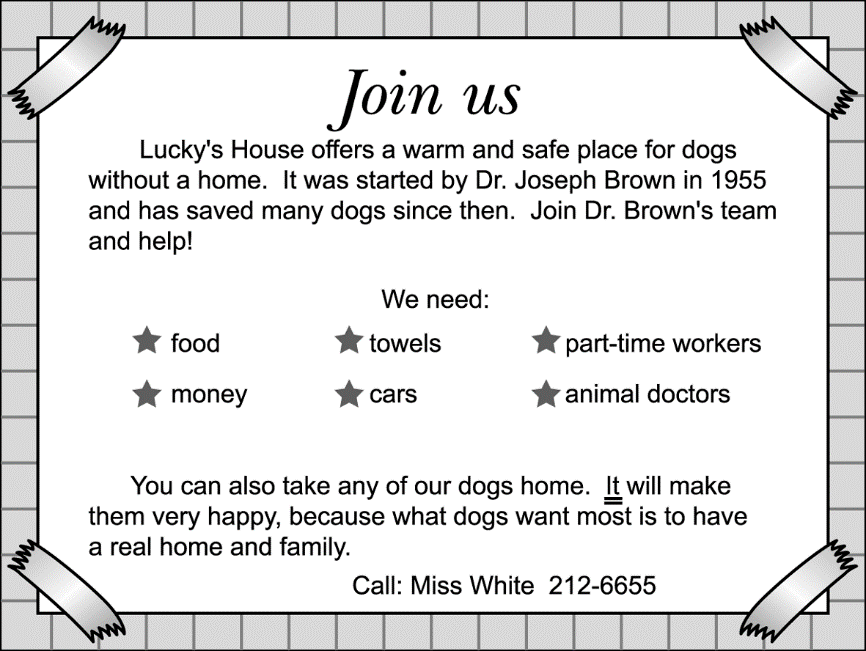 Join us
Lucky's House offers a warm and safe place for dogs
without a home. It was started by Dr. Joseph Brown in 1955
and has saved many dogs since then. Join Dr. Brown's team
and help!
We need:
★ food ★ towels ★ part-time workers
★ money ★ cars ★ animal doctors
You can also take any of our dogs home. It will make
them very happy, because what dogs want most is to have
a real home and family.
Call: Miss White 212-6655